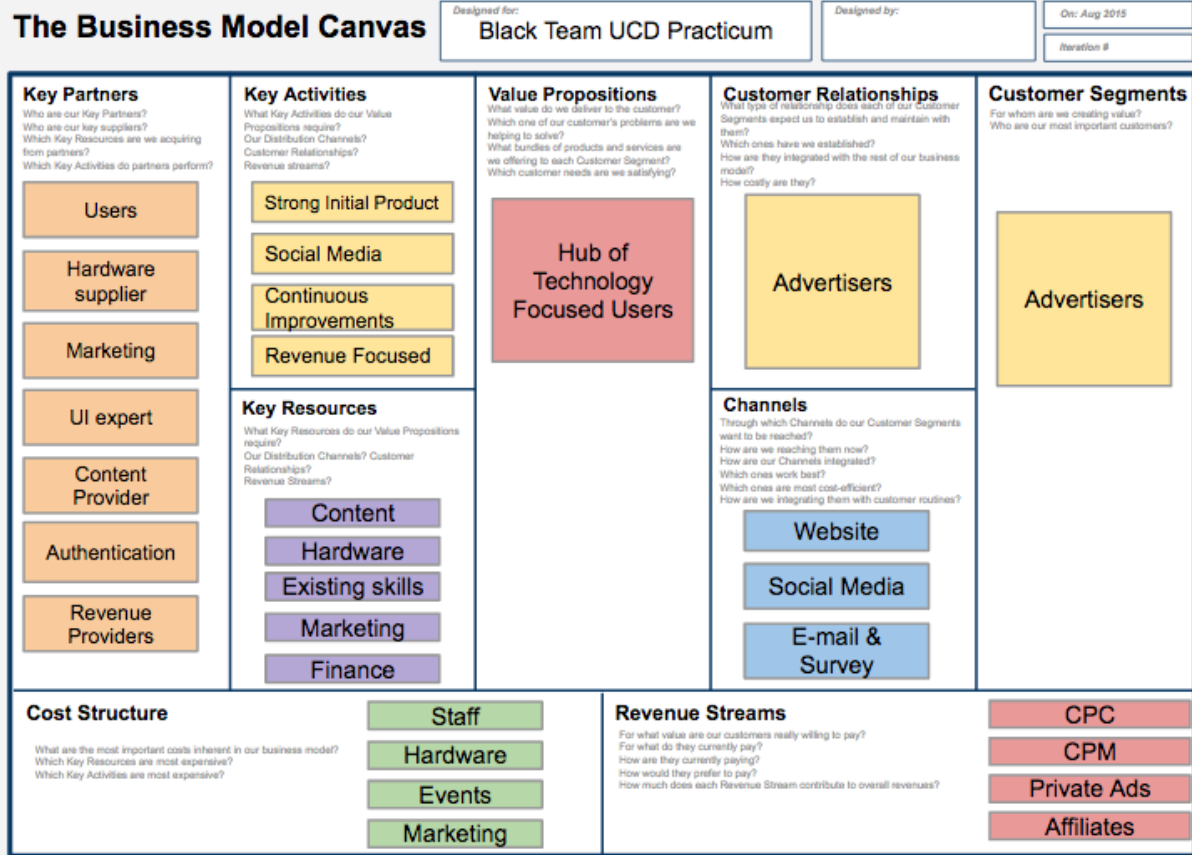 The Business Model Canvas
Designed for:
Black Team UCD Practicum
Designed by:
On: Aug 2015
Iteration #
Key Partners
Who are our Key Partners?
Who are our key suppliers?
Which Key Resources are we acquiring
from partners?
Which Key Activities do partners perform?
Users
Hardware
supplier
Marketing
UI expert
Content
Provider
Authentication
Revenue
Providers
Key Activities
What Key Activities do our Value
Propositions require?
Our Distribution Channels?
Customer Relationships?
Revenue streams?
Strong Initial Product
Social Media
Continuous
Improvements
Revenue Focused
Key Resources
What Key Resources do our Value Propositions
require?
Our Distribution Channels? Customer
Relationships?
Revenue Streams?
Content
Hardware
Existing skills
Marketing
Finance
Value Propositions
What value do we deliver to the customer?
Which one of our customer's problems are we
helping to solve?
What bundles of products and services are
we offering to each Customer Segment?
Which customer needs are we satisfying?
Hub of
Technology
Focused Users
Customer Relationships
What type of relationship does each of our Customer
Segments expect us to establish and maintain with
them?
Which ones have we established?
How are they integrated with the rest of our business
model?
How costly are they?
Advertisers
Channels
Through which Channels do our Customer Segments
want to be reached?
How are we reaching them now?
How are our Channels integrated?
Which ones work best?
Which ones are most cost-efficient?
How are we integrating them with customer routines?
Website
Social Media
E-mail &
Survey
Customer Segments
For whom are we creating value?
Who are our most important customers?
Advertisers
Cost Structure
What are the most important costs inherent in our business model?
Which Key Resources are most expensive?
Which Key Activities are most expensive?
Staff
Hardware
Events
Marketing
Revenue Streams
For what value are our customers really willing to pay?
For what do they currently pay?
How are they currently paying?
How would they prefer to pay?
How much does each Revenue Stream contribute to overall revenues?
CPC
CPM
Private Ads
Affiliates